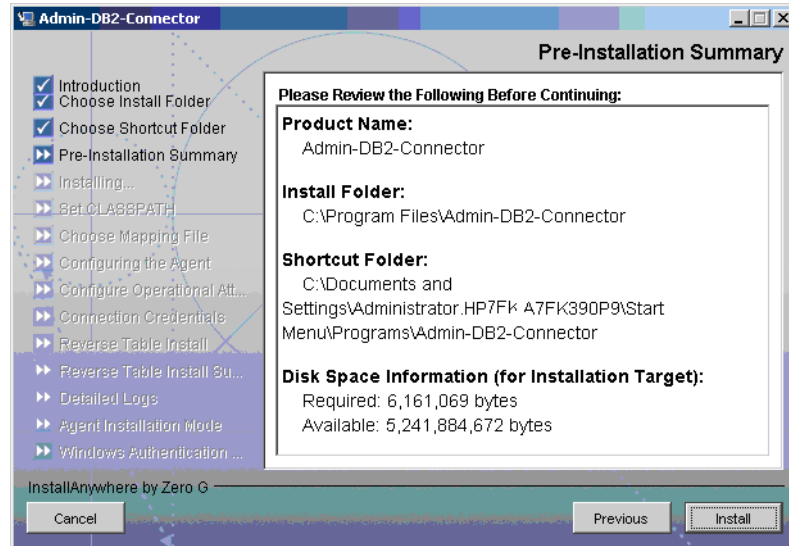 Admin-DB2-Connector
Pre-Installation Summary
Introduction
Choose Install Folder
Choose Shortcut Folder
Pre-Installation Summary
Installing...
Set CLASSPATH
Choose Mapping File
Configuring the Agent
Configure Operational Att...
Connection Credentials
Reverse Table Install
Reverse Table Install Su...
Detailed Logs
Agent Installation Mode
Windows Authentication ...
Please Review the Following Before Continuing:
Product Name:
Admin-DB2-Connector
Install Folder:
C:\Program Files\Admin-DB2-Connector
Shortcut Folder:
C:\Documents and
Settings\Administrator.HP7FK A7FK390P9\Start
Menu\Programs\Admin-DB2-Connector
Disk Space Information (for Installation Target):
Required: 6,161,069 bytes
Available: 5,241,884,672 bytes
InstallAnywhere by Zero G
Cancel
Previous
Install